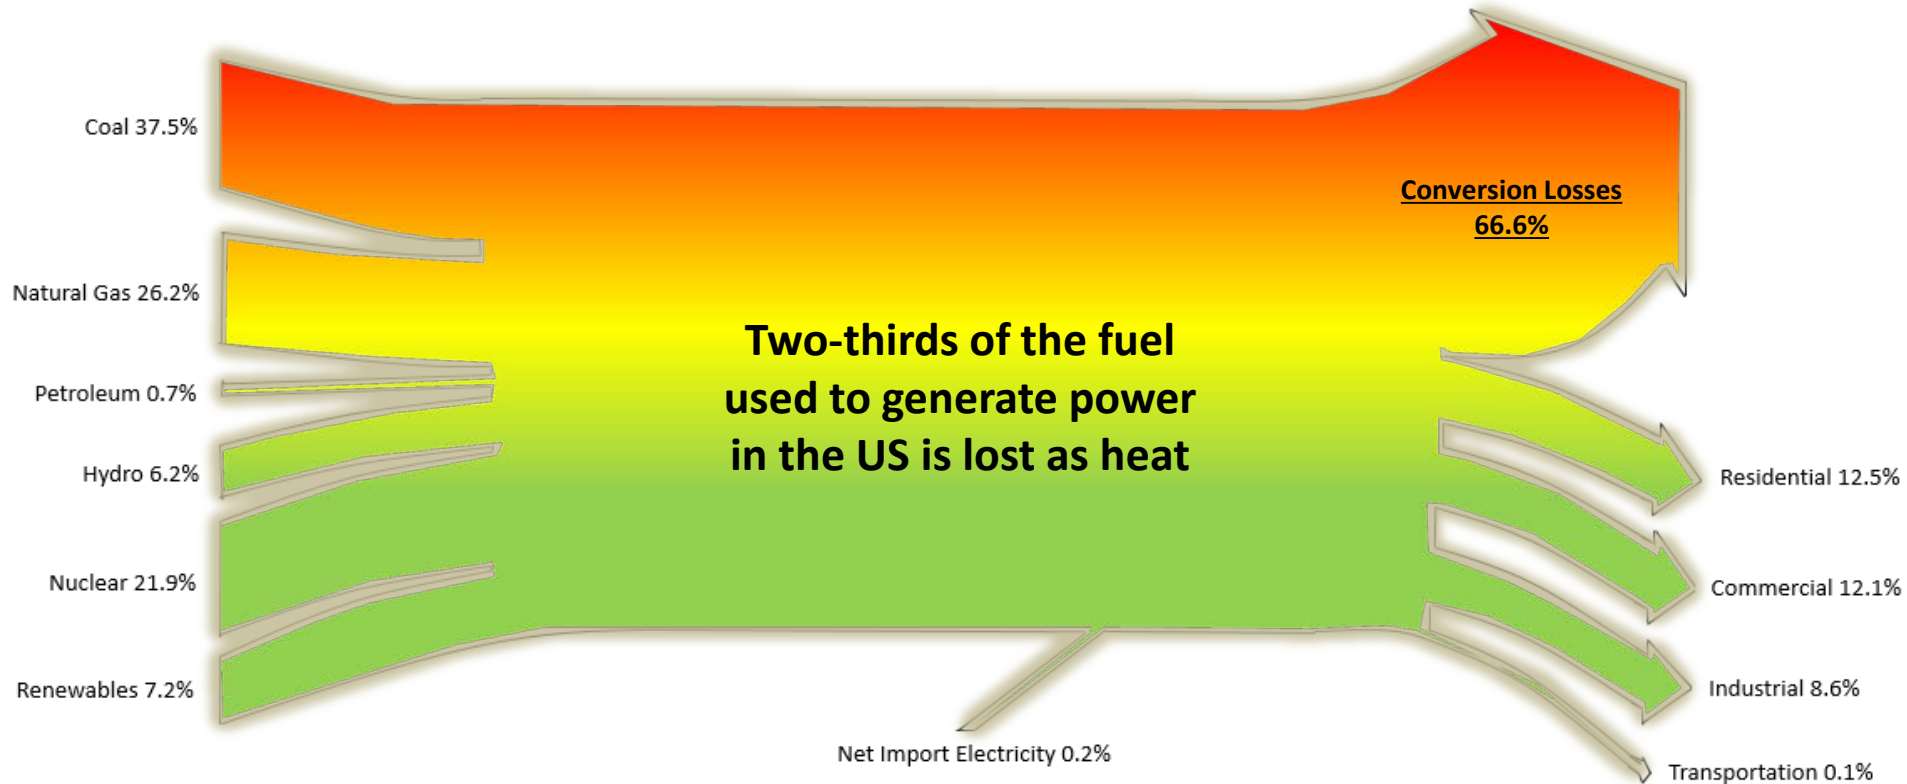 Coal 37.5%
Natural Gas 26.2%
Petroleum 0.7%
Hydro 6.2%
Nuclear 21.9%
Renewables 7.2%
Two-thirds of the fuel
used to generate power
in the US is lost as heat
Net Import Electricity 0.2%
Conversion Losses
66.6%
Residential 12.5%
Commercial 12.1%
Industrial 8.6%
Transportation 0.1%